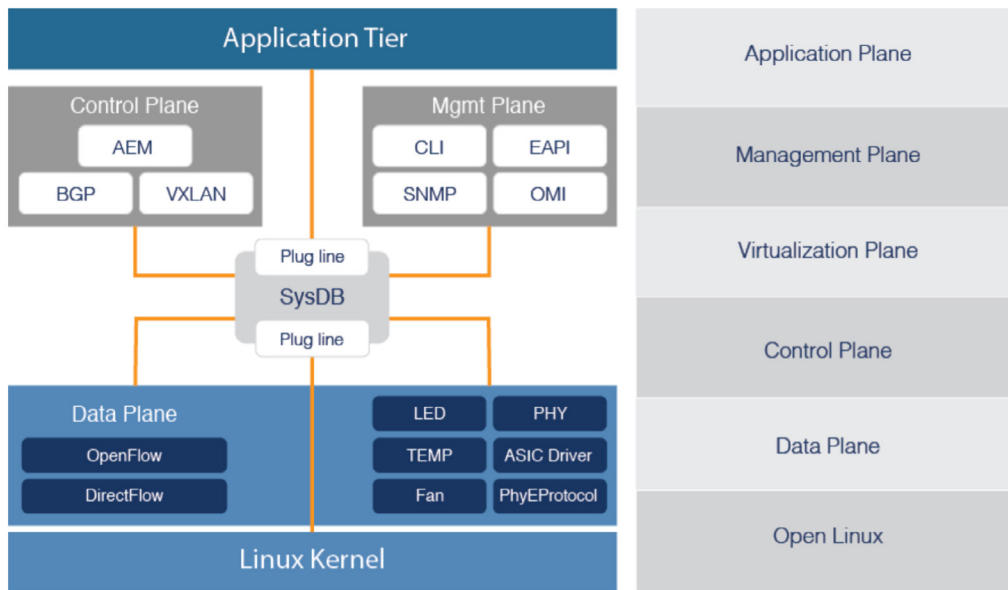 Application Tier
Control Plane
AEM
BGP
VXLAN
Mgmt Plane
CLI
EAPI
SNMP
OMI
Plug line
SysDB
Plug line
Data Plane
OpenFlow
DirectFlow
LED
PHY
TEMP
ASIC Driver
Fan
PhyEProtocol
Linux Kernel
Application Plane
Management Plane
Virtualization Plane
Control Plane
Data Plane
Open Linux